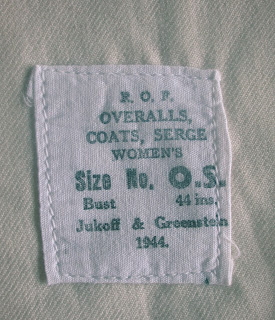 R. O. F.
OVERALLS,
COATS, SERGE
WOMEN'S
Size No. O.S.
Bust 44 ins.
Jukoff & Greenstein
1944.